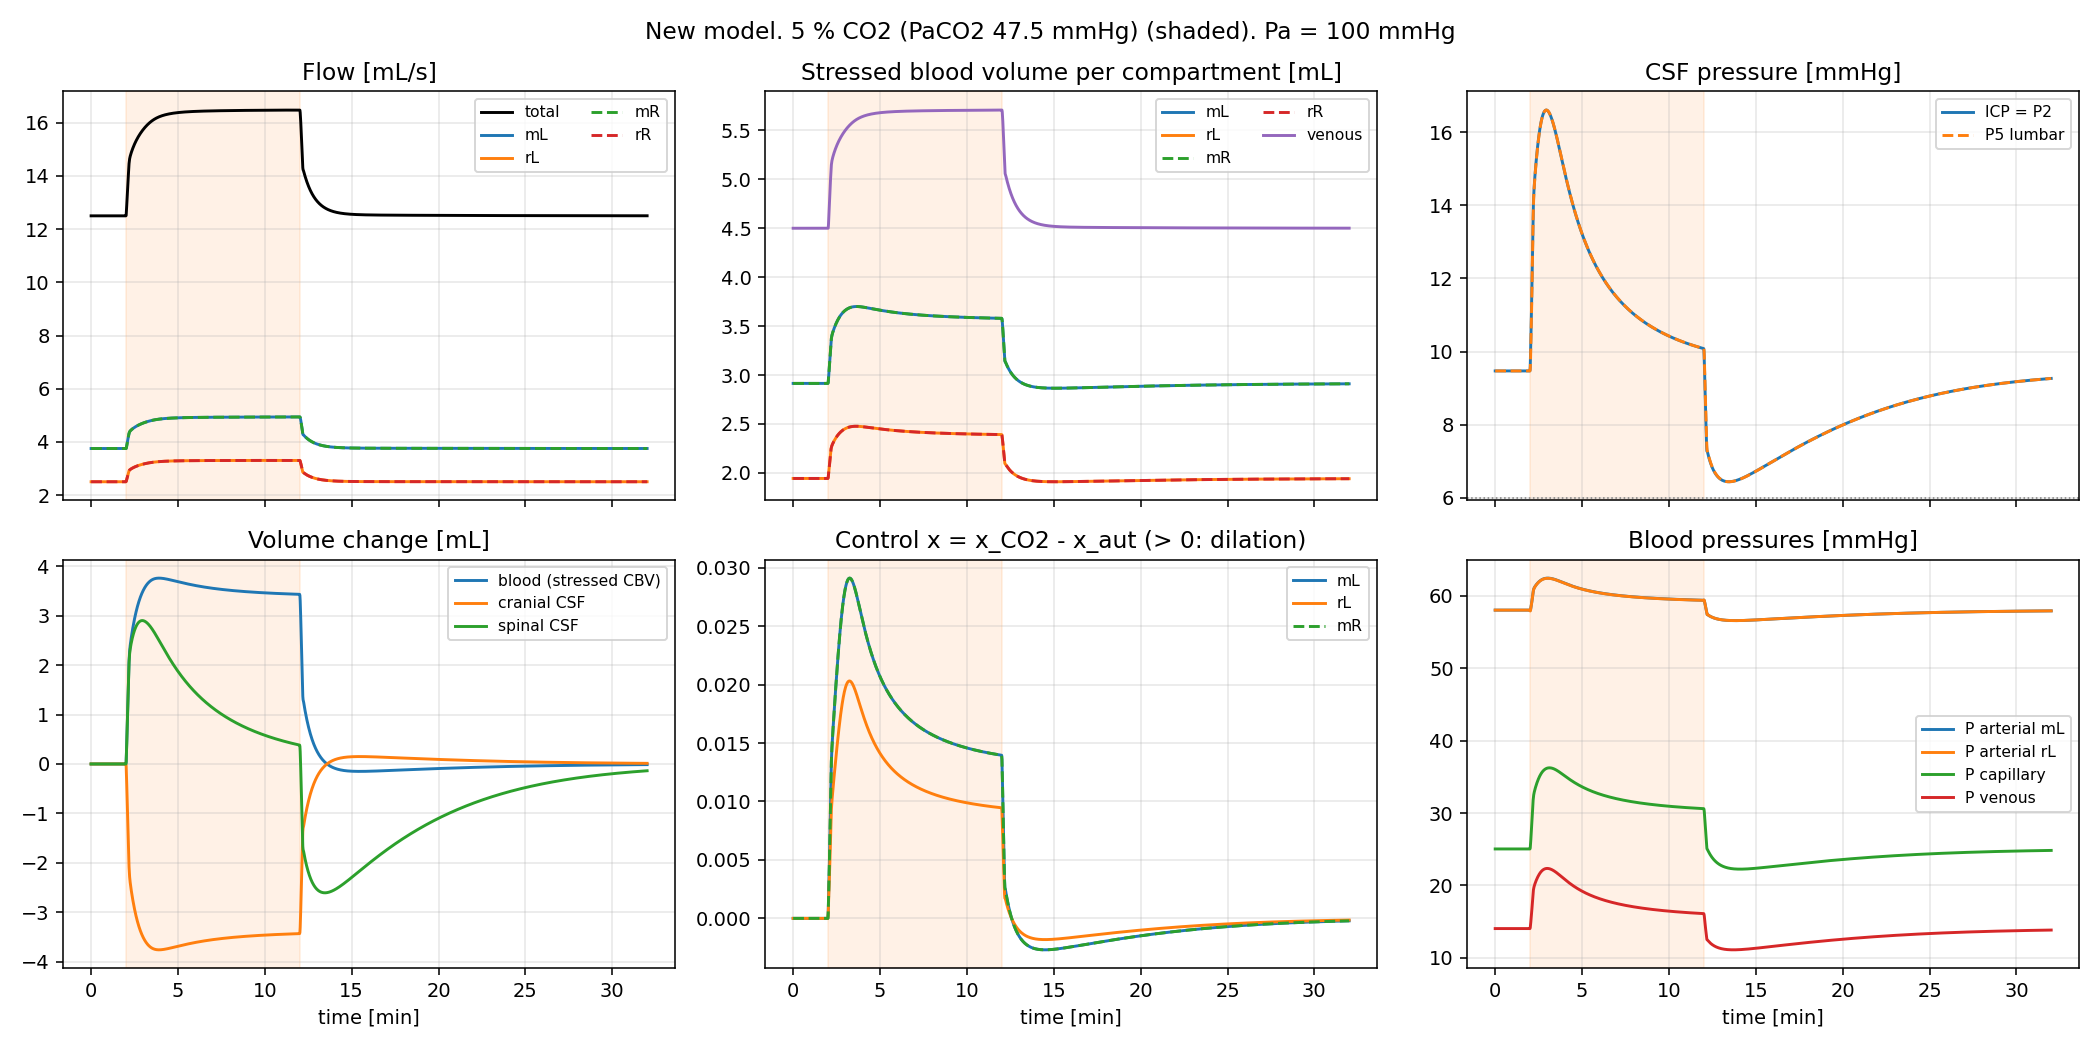 New model. 5 % CO2 (PaCO2 47.5 mmHg) (shaded). Pa = 100 mmHg
Flow [mL/s]
16
14
12
10
8
6
4
2
total
mL
rL
mR
rR
Stressed blood volume per compartment [mL]
5.5
5.0
4.5
4.0
3.5
3.0
2.5
2.0
mL
rL
mR
rR
venous
CSF pressure [mmHg]
16
14
12
10
8
6
ICP = P2
P5 lumbar
Volume change [mL]
4
3
2
1
0
−1
−2
−3
−4
blood (stressed CBV)
cranial CSF
spinal CSF
0 5 10 15 20 25 30
time [min]
Control x = x_CO2 - x_aut (> 0: dilation)
0.030
0.025
0.020
0.015
0.010
0.005
0.000
mL
rL
mR
0 5 10 15 20 25 30
time [min]
Blood pressures [mmHg]
60
50
40
30
20
10
P arterial mL
P arterial rL
P capillary
P venous
0 5 10 15 20 25 30
time [min]